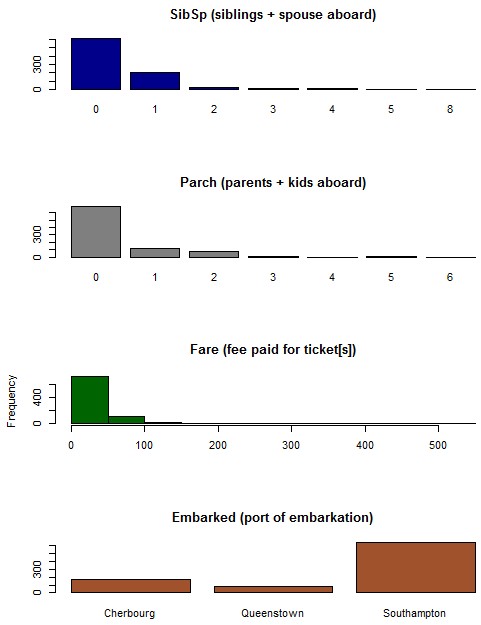 SibSp (siblings + spouse aboard)
300
0
0 1 2 3 4 5 8
Parch (parents + kids aboard)
300
0
0 1 2 3 4 5 6
Fare (fee paid for ticket[s])
Frequency
400
0
0 100 200 300 400 500
Embarked (port of embarkation)
300
0
Cherbourg Queenstown Southampton